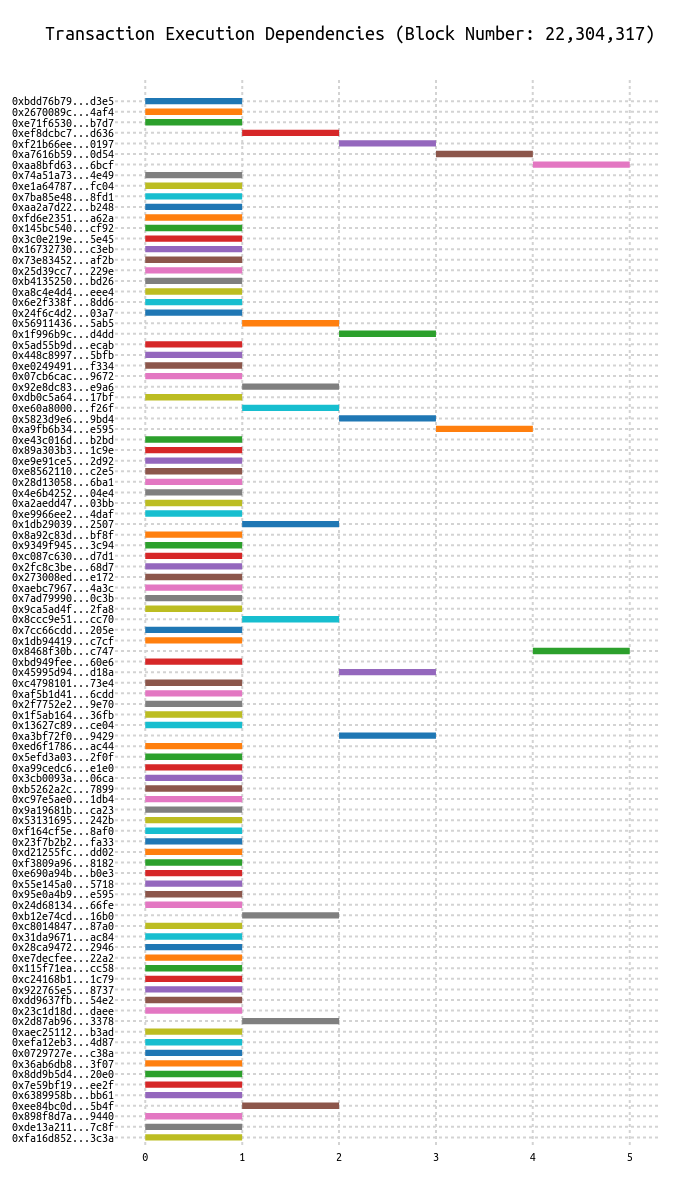 Transaction Execution Dependencies (Block Number: 22,304,317)
0xbdd76b79...d3e5
0x2670089c...4af4
0xe71f6530...b7d7
0xef8dcbc7...d636
0xf21b66ee...0197
0xa7616b59...0d54
0xaa8bfd63...6bcf
0x74a51a73...4e49
0xe1a64787...fc04
0x7ba85e48...8fd1
0xaa2a7d22...b248
0xfd6e2351...a62a
0x145bc540...cf92
0x3c0e219e...5e45
0x16732730...c3eb
0x73e83452...af2b
0x25d39cc7...229e
0xb4135250...bd26
0xa8c4e4d4...eee4
0x6e2f338f...8dd6
0x24f6c4d2...03a7
0x56911436...5ab5
0x1f996b9c...d4dd
0x5ad55b9d...ecab
0x448c8997...5bfb
0xe0249491...f334
0x07cb6cac...9672
0x92e8dc83...e9a6
0xdb0c5a64...17bf
0xe60a8000...f26f
0x5823d9e6...9bd4
0xa9fb6b34...e595
0xe43c016d...b2bd
0x89a303b3...1c9e
0xe9e91ce5...2d92
0xe8562110...c2e5
0x28d13058...6ba1
0x4e6b4252...04e4
0xa2aedd47...03bb
0xe9966ee2...4daf
0x1db29039...2507
0x8a92c83d...bf8f
0x9349f945...3c94
0xc087c630...d7d1
0x2fc8c3be...68d7
0x273008ed...e172
0xaebc7967...4a3c
0x7ad79990...0c3b
0x9ca5ad4f...2fa8
0x8ccc9e51...cc70
0x7cc66cdd...205e
0x1db94419...c7cf
0x8468f30b...c747
0xbd949fee...60e6
0x45995d94...d18a
0xc4798101...73e4
0xaf5b1d41...6cdd
0x2f7752e2...9e70
0x1f5ab164...36fb
0x13627c89...ce04
0xa3bf72f0...9429
0xed6f1786...ac44
0x5efd3a03...2f0f
0xa99cedc6...e1e0
0x3cb0093a...06ca
0xb5262a2c...7899
0xc97e5ae0...1db4
0x9a19681b...ca23
0x53131695...242b
0xf164cf5e...8af0
0x23f7b2b2...fa33
0xd21255fc...dd02
0xf3809a96...8182
0xe690a94b...b0e3
0x55e145a0...5718
0x95e0a4b9...e595
0x24d68134...66fe
0xb12e74cd...16b0
0xc8014847...87a0
0x31da9671...ac84
0x28ca9472...2946
0xe7decfee...22a2
0x115f71ea...cc58
0xc24168b1...1c79
0x922765e5...8737
0xdd9637fb...54e2
0x23c1d18d...daee
0x2d87ab96...3378
0xaec25112...b3ad
0xefa12eb3...4d87
0x0729727e...c38a
0x36ab6db8...3f07
0x8dd9b5d4...20e0
0x7e59bf19...ee2f
0x6389958b...bb61
0xee84bc0d...5b4f
0x898f8d7a...9440
0xde13a211...7c8f
0xfa16d852...3c3a
0 1 2 3 4 5